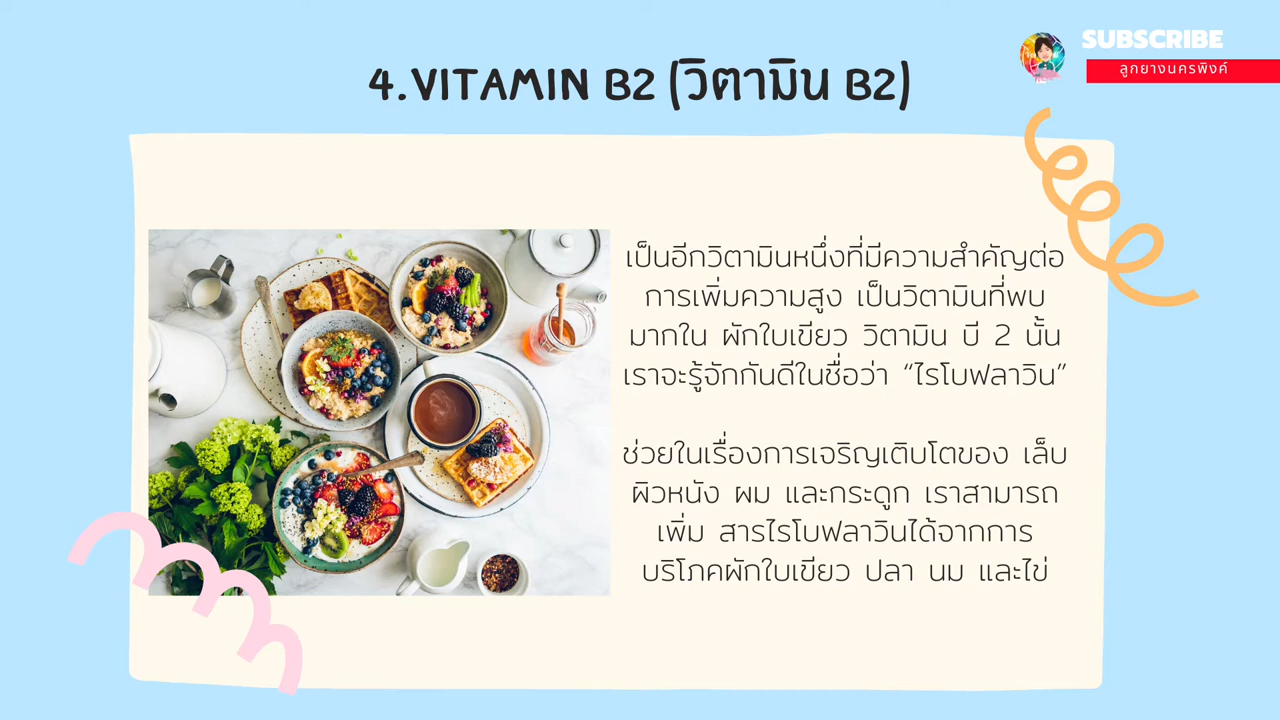 SUBSCRIBE
ลูกยางนครพิงค์
4.VITAMIN B2 (วิตามิน B2)
เป็นอีกวิตามินหนึ่งที่มีความสำคัญต่อ
การเพิ่มความสูง เป็นวิตามินที่พบ
มากใน ผักใบเขียว วิตามิน บี 2 นั้น
เราจะรู้จักกันดีในชื่อว่า “ไรโบฟลาวิน”
ช่วยในเรื่องการเจริญเติบโตของ เล็บ
ผิวหนัง ผม และกระดูก เราสามารถ
เพิ่ม สารไรโบฟลาวินได้จากการ
บริโภคผักใบเขียว ปลา นม และไข่